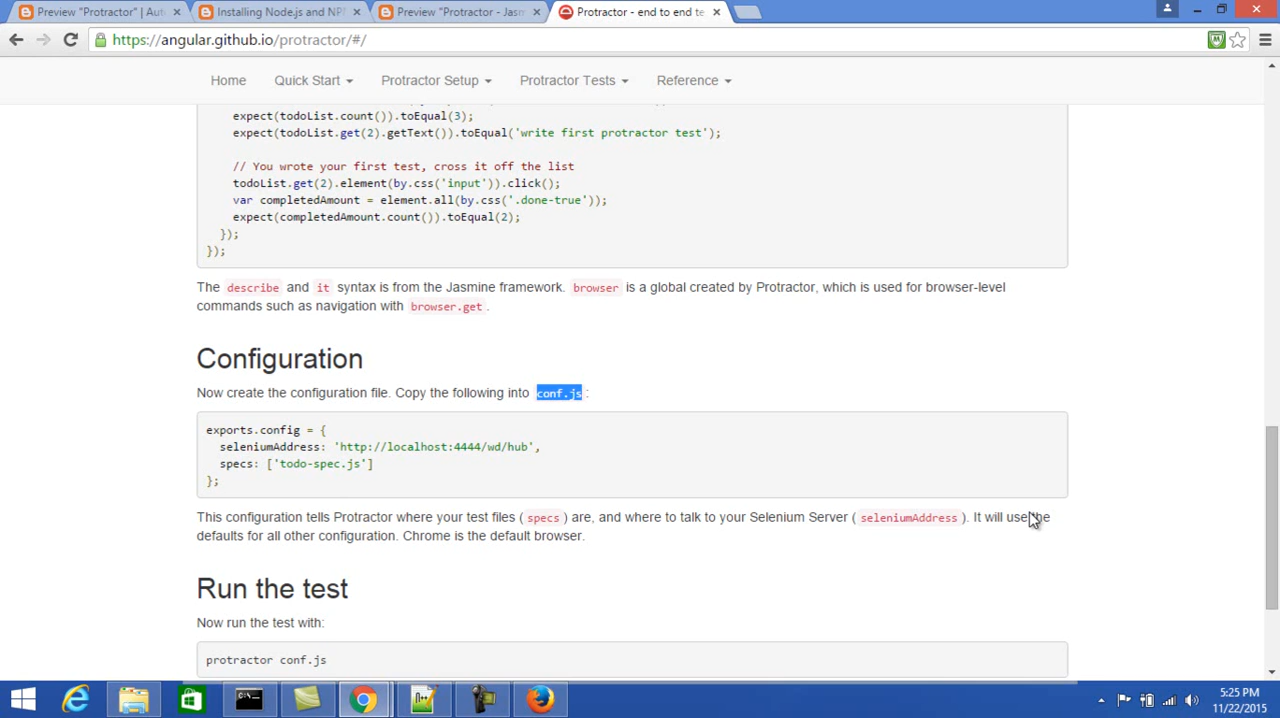 Preview "Protractor" | Aut
Installing Node.js and NPM
Preview "Protractor - Jasm
Protractor - end to end te
https://angular.github.io/protractor/#/
Home Quick Start Protractor Setup Protractor Tests Reference
expect(todoList.count()).toEqual(3);
expect(todoList.get(2).getText()).toEqual('write first protractor test');
// You wrote your first test, cross it off the list
todoList.get(2).element(by.css('input')).click();
var completedAmount = element.all(by.css('.done-true'));
expect(completedAmount.count()).toEqual(2);
});
});
The describe and it syntax is from the Jasmine framework. browser is a global created by Protractor, which is used for browser-level
commands such as navigation with browser.get .
Configuration
Now create the configuration file. Copy the following into conf.js :
exports.config = {
seleniumAddress: 'http://localhost:4444/wd/hub',
specs: ['todo-spec.js']
};
This configuration tells Protractor where your test files ( specs ) are, and where to talk to your Selenium Server ( seleniumAddress ). It will use the
defaults for all other configuration. Chrome is the default browser.
Run the test
Now run the test with:
protractor conf.js
5:25 PM
11/22/2015